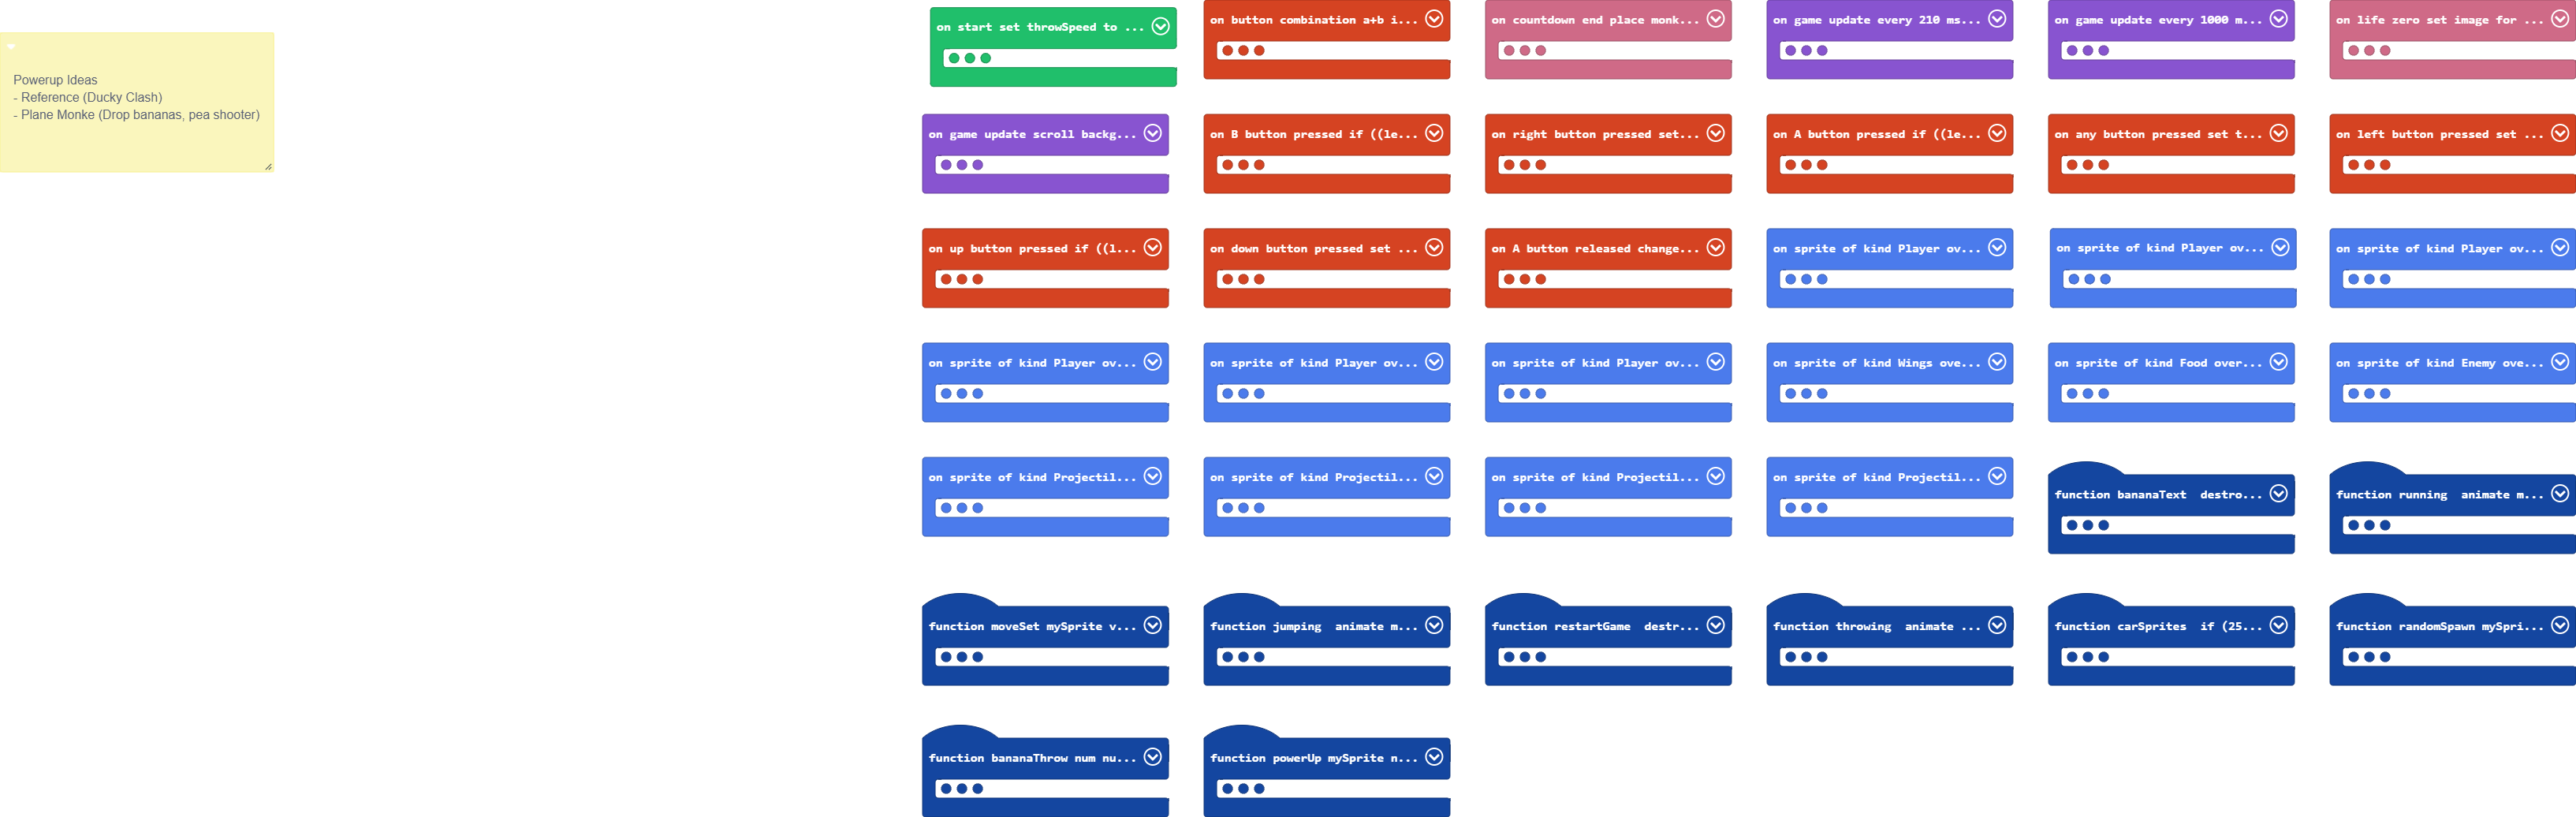 Powerup Ideas
- Reference (Ducky Clash)
- Plane Monke (Drop bananas, pea shooter)
on start set throwSpeed to ...
on button combination a+b i...
on countdown end place monk...
on game update every 210 ms...
on game update every 1000 m...
on life zero set image for ...
on game update scroll backg...
on B button pressed if ((le...
on right button pressed set...
on A button pressed if ((le...
on any button pressed set t...
on left button pressed set ...
on up button pressed if ((l...
on down button pressed set ...
on A button released change...
on sprite of kind Player ov...
on sprite of kind Player ov...
on sprite of kind Player ov...
on sprite of kind Player ov...
on sprite of kind Player ov...
on sprite of kind Player ov...
on sprite of kind Wings ove...
on sprite of kind Food over...
on sprite of kind Enemy ove...
on sprite of kind Projectil...
on sprite of kind Projectil...
on sprite of kind Projectil...
on sprite of kind Projectil...
function bananaText destro...
function running animate m...
function moveSet mySprite v...
function jumping animate m...
function restartGame destr...
function throwing animate ...
function carSprites if (25...
function randomSpawn mySpri...
function bananaThrow num nu...
function powerUp mySprite n...